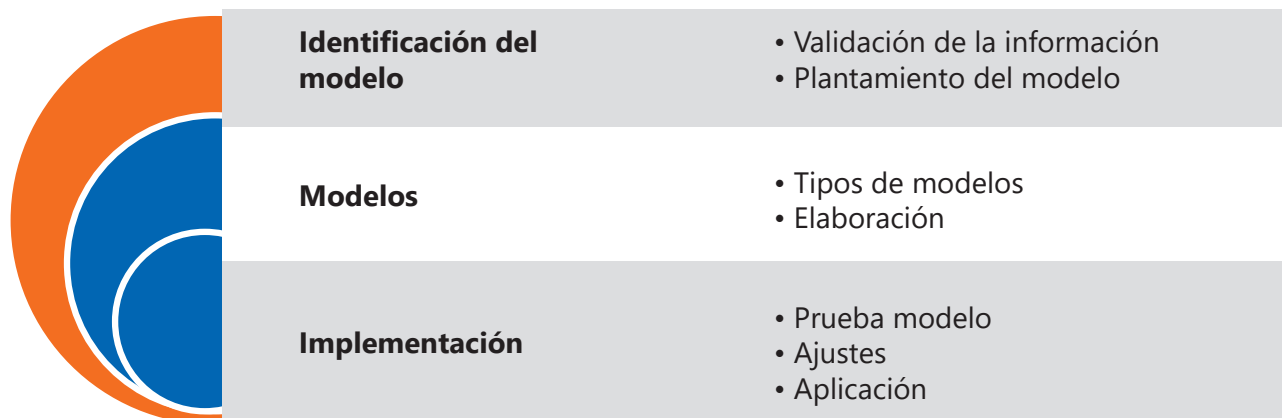 Identificación del
modelo
• Validación de la información
• Plantamiento del modelo
Modelos
• Tipos de modelos
• Elaboración
Implementación
• Prueba modelo
• Ajustes
• Aplicación